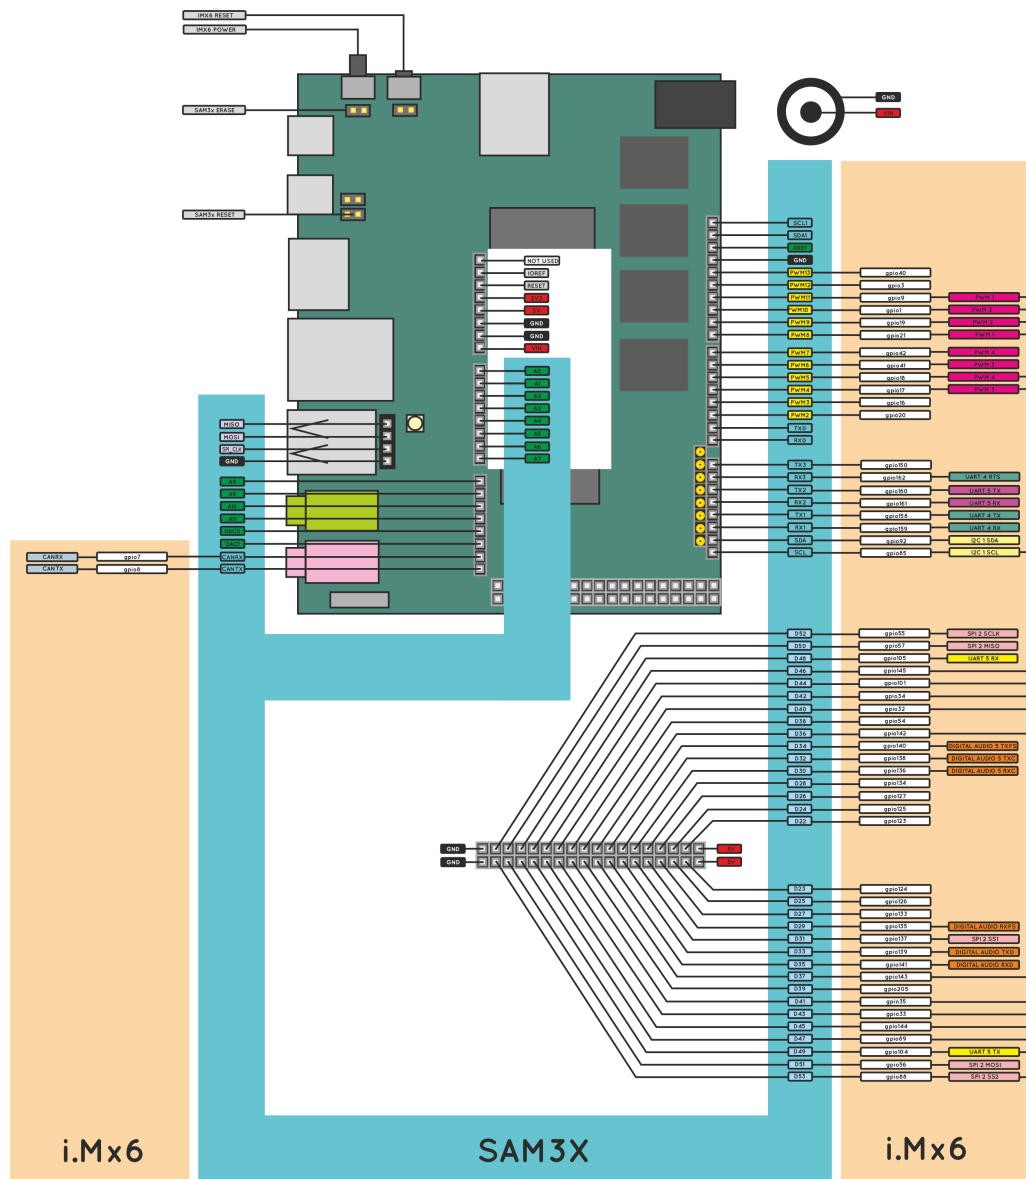 IMX6 RESET
IMX6 POWER
SAM3x ERASE
SAM3x RESET
GND
VIN
NOT USED
IOREF
RESET
3V3
5V
GND
GND
VIN
A0
A1
A2
A3
A4
A5
A6
A7
MISO
MOSI
SPI_CLK
GND
A8
A9
A10
A11
DAC0
DAC1
CANRX gpio7 CANRX
CANTX gpio8 CANTX
SCL1
SDA1
AREF
GND
PWM13 gpio40
PWM12 gpio3
PWM11 gpio9 PWM 1
WM10 gpio1 PWM 2
PWM9 gpio19
PWM8 gpio21
PWM7 gpio42 PWM 4
PWM6 gpio41 PWM 3
PWM5 gpio18
PWM4 gpio17
PWM3 gpio16
PWM2 gpio20
TX0
RX0
TX3 gpio150
RX3 gpio162 UART 4 RTS
TX2 gpio160 UART 5 TX
RX2 gpio161 UART 5 RX
TX1 gpio158 UART 4 TX
RX1 gpio159 UART 4 RX
SDA gpio92 I2C 1 SDA
SCL gpio85 I2C 1 SCL
D52 gpio55 SPI 2 SCLK
D50 gpio57 SPI 2 MISO
D48 gpio105 UART 5 RX
D46 gpio145
D44 gpio101
D42 gpio34
D40 gpio32
D38 gpio54
D36 gpio142
D34 gpio140 DIGITAL AUDIO 5 TXFS
D32 gpio138 DIGITAL AUDIO 5 TXC
D30 gpio136 DIGITAL AUDIO 5 RXC
D28 gpio134
D26 gpio127
D24 gpio125
D22 gpio123
GND 5V
GND 5V
D23 gpio124
D25 gpio126
D27 gpio133
D29 gpio135 DIGITAL AUDIO RXFS
D31 gpio137 SPI 2 SS1
D33 gpio139 DIGITAL AUDIO TXD
D35 gpio141 DIGITAL AUDIO RXD
D37 gpio143
D39 gpio205
D41 gpio35
D43 gpio33
D45 gpio144
D47 gpio89
D49 gpio104 UART 5 TX
D51 gpio56 SPI 2 MOSI
D53 gpio88 SPI 2 SS2
i.Mx6
SAM3X
i.Mx6